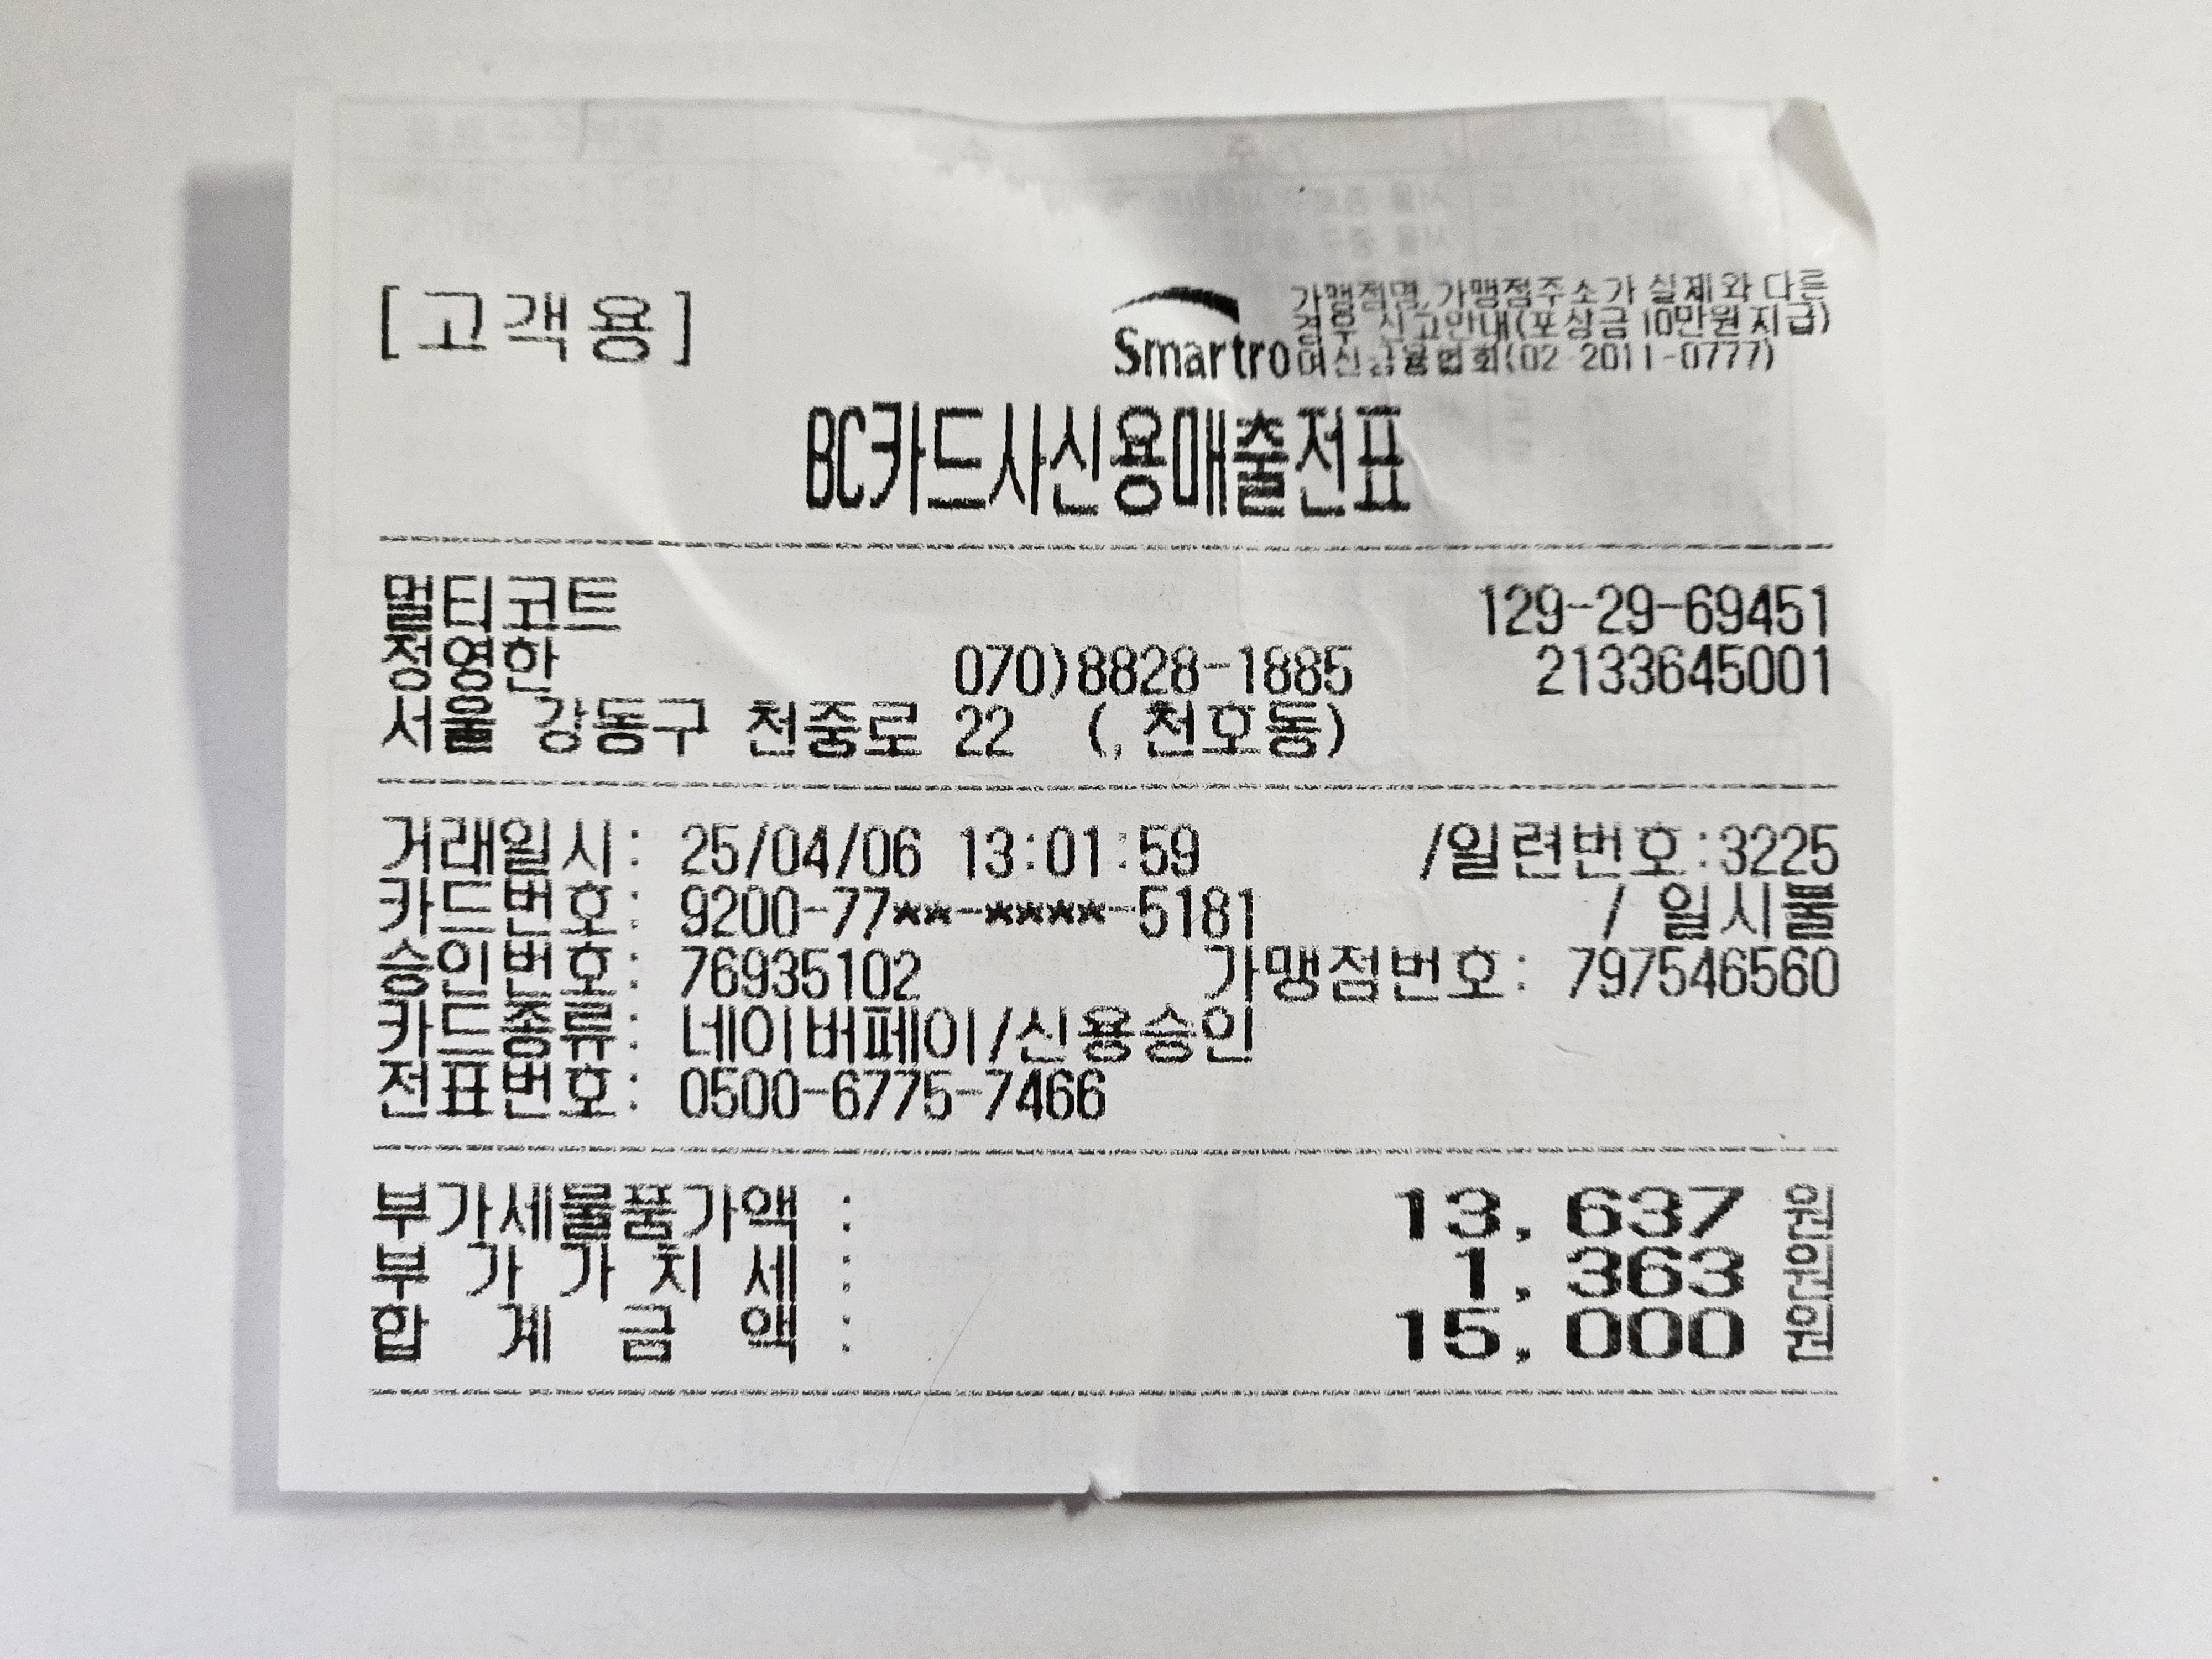 [고객용]
Smartro
가맹점명,가맹점주소가 실제와 다른
경우 신고안내(포상금 10만원 지급)
여신금융협회(02-2011-0777)
BC카드사신용매출전표
멀티코트 129-29-69451
정영한 070)8828-1885 2133645001
서울 강동구 천중로 22 (,천호동)
거래일시: 25/04/06 13:01:59 /일련번호:3225
카드번호: 9200-77**-****-5181 / 일시불
승인번호: 76935102 가맹점번호: 797546560
카드종류: 네이버페이/신용승인
전표번호: 0500-6775-7466
부가세물품가액 : 13,637 원
부 가 가 치 세 : 1,363 원
합 계 금 액 : 15,000 원